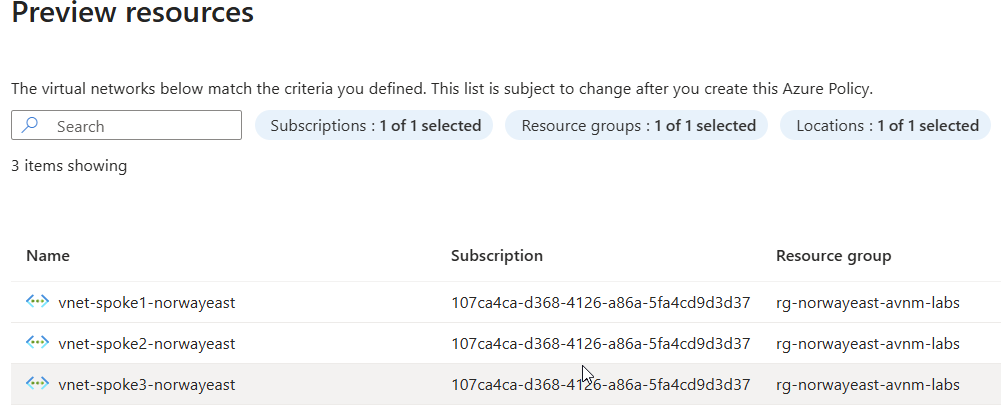 Preview resources
The virtual networks below match the criteria you defined. This list is subject to change after you create this Azure Policy.
Search Subscriptions : 1 of 1 selected Resource groups : 1 of 1 selected Locations : 1 of 1 selected
3 items showing
Name Subscription Resource group
vnet-spoke1-norwayeast 107ca4ca-d368-4126-a86a-5fa4cd9d3d37 rg-norwayeast-avnm-labs
vnet-spoke2-norwayeast 107ca4ca-d368-4126-a86a-5fa4cd9d3d37 rg-norwayeast-avnm-labs
vnet-spoke3-norwayeast 107ca4ca-d368-4126-a86a-5fa4cd9d3d37 rg-norwayeast-avnm-labs